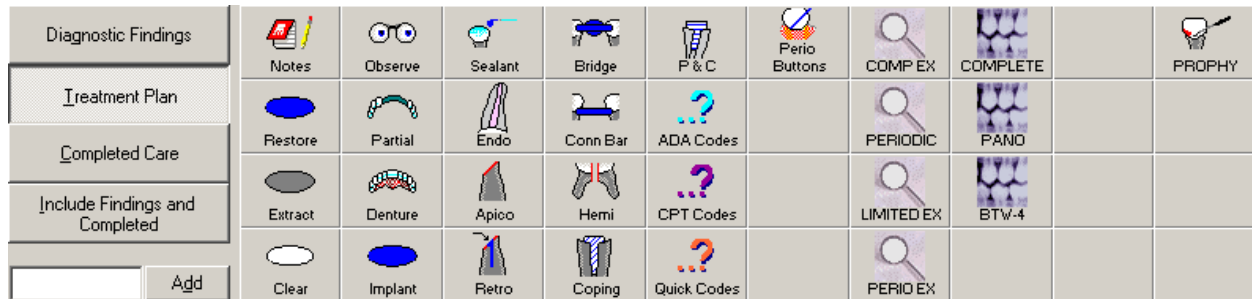 Diagnostic Findings
Treatment Plan
Completed Care
Include Findings and
Completed
Add
Notes
Observe
Sealant
Bridge
P & C
Perio
Buttons
COMP EX
COMPLETE
PROPHY
Restore
Partial
Endo
Conn Bar
ADA Codes
PERIODIC
PANO
Extract
Denture
Apico
Hemi
CPT Codes
LIMITED EX
BTW-4
Clear
Implant
Retro
Coping
Quick Codes
PERIO EX